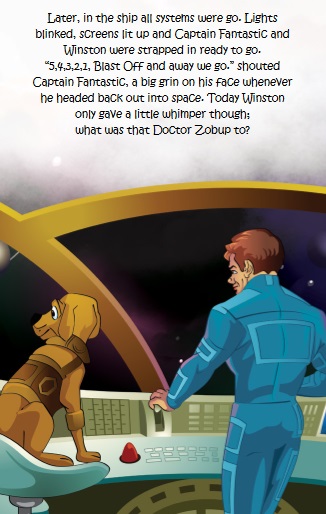 Later, in the ship all systems were go. Lights
blinked, screens lit up and Captain Fantastic and
Winston were strapped in ready to go.
"5,4,3,2,1, Blast Off and away we go." shouted
Captain Fantastic, a big grin on his face whenever
he headed back out into space. Today Winston
only gave a little whimper though;
what was that Doctor Zobup to?